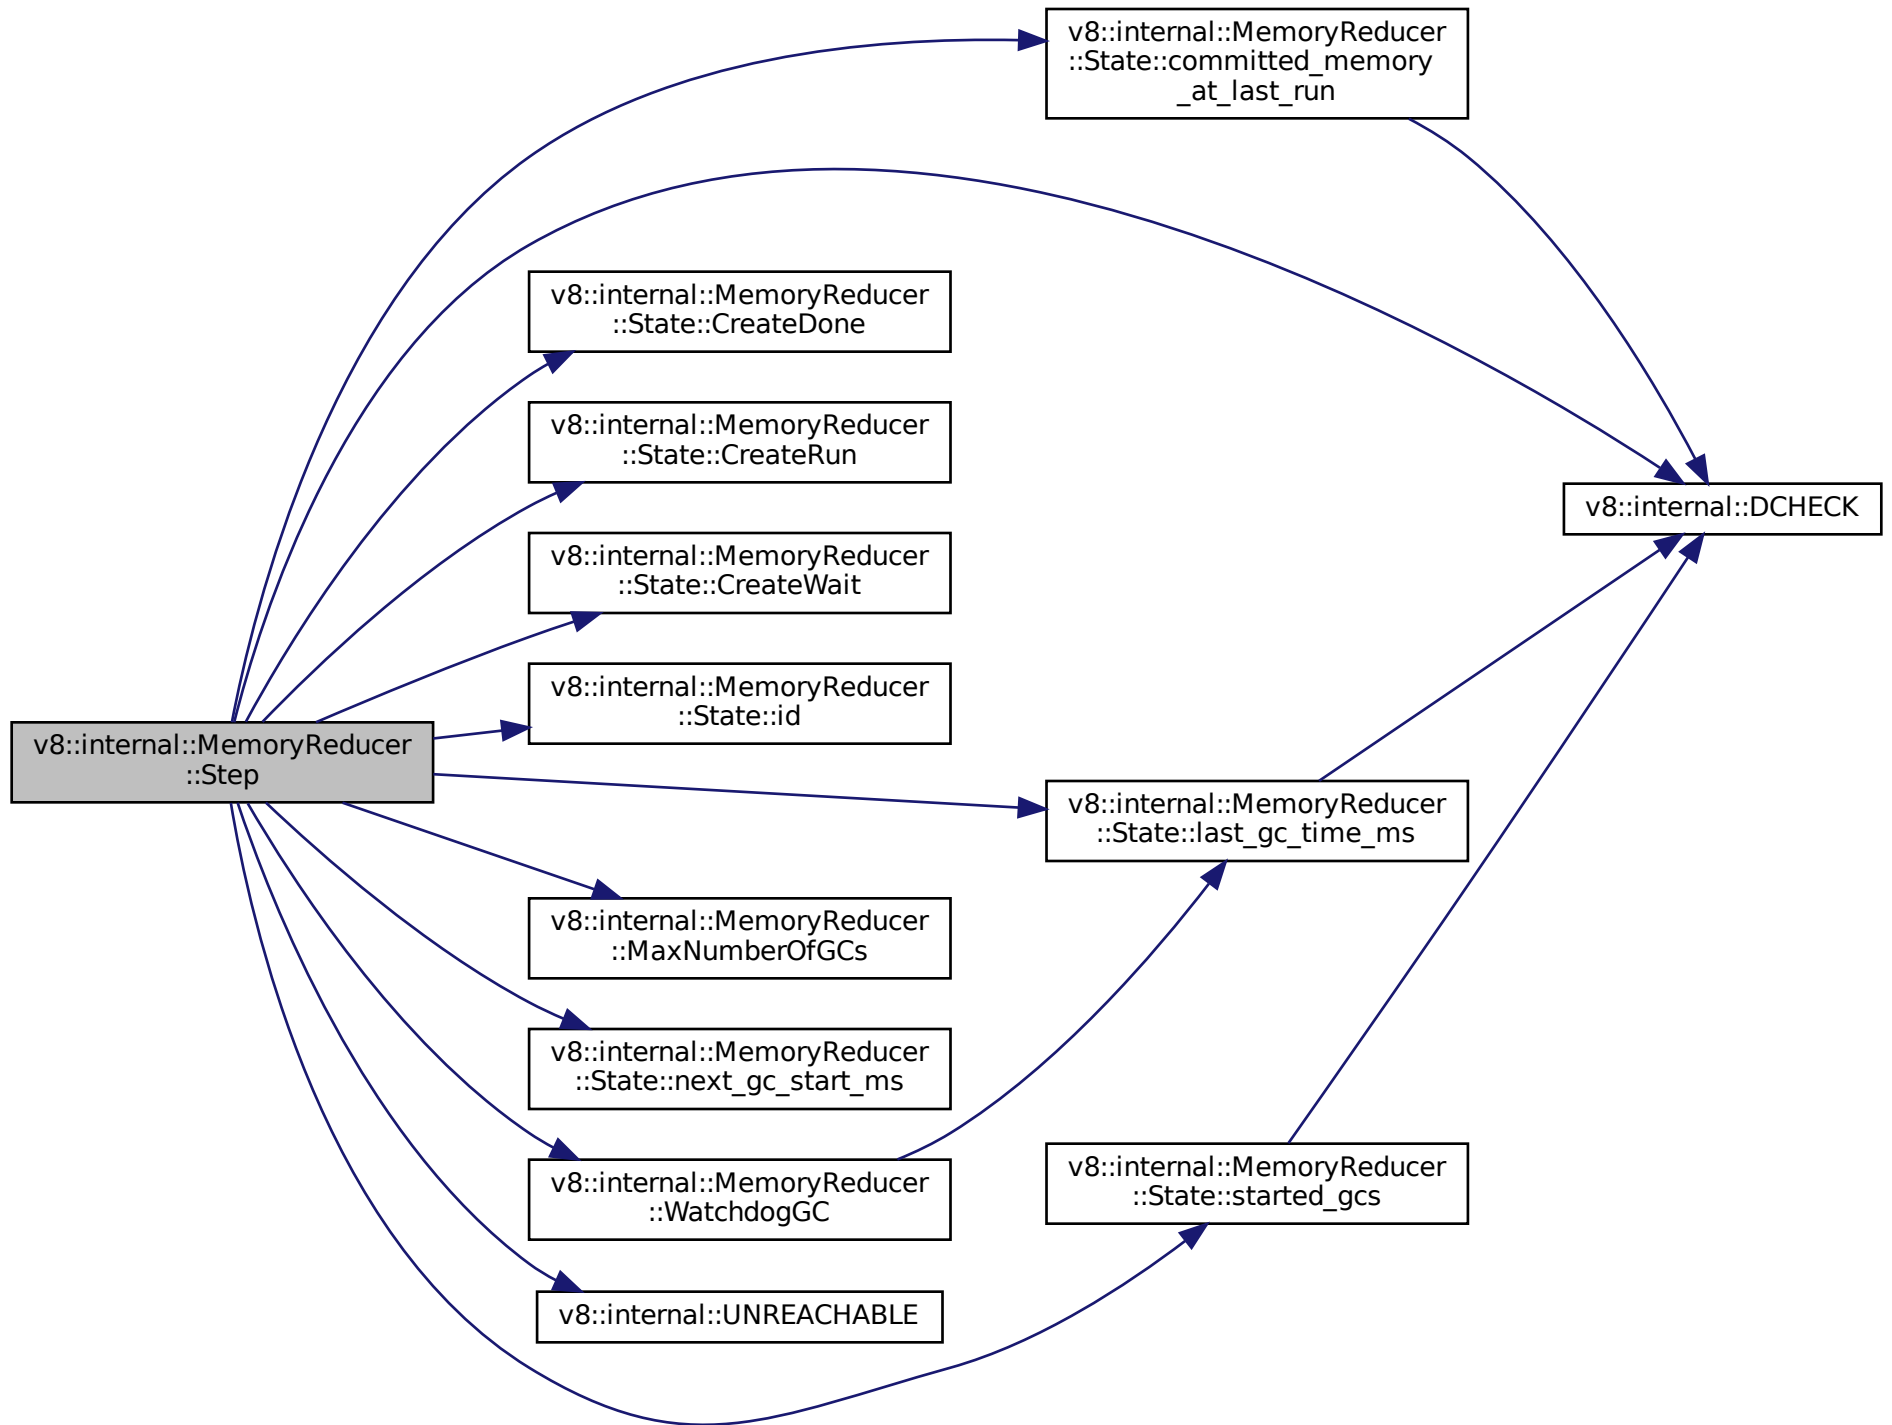 v8::internal::MemoryReducer
::State::committed_memory
_at_last_run
v8::internal::MemoryReducer
::State::CreateDone
v8::internal::MemoryReducer
::State::CreateRun
v8::internal::DCHECK
v8::internal::MemoryReducer
::State::CreateWait
v8::internal::MemoryReducer
::State::id
v8::internal::MemoryReducer
::Step
v8::internal::MemoryReducer
::State::last_gc_time_ms
v8::internal::MemoryReducer
::MaxNumberOfGCs
v8::internal::MemoryReducer
::State::next_gc_start_ms
v8::internal::MemoryReducer
::WatchdogGC
v8::internal::MemoryReducer
::State::started_gcs
v8::internal::UNREACHABLE